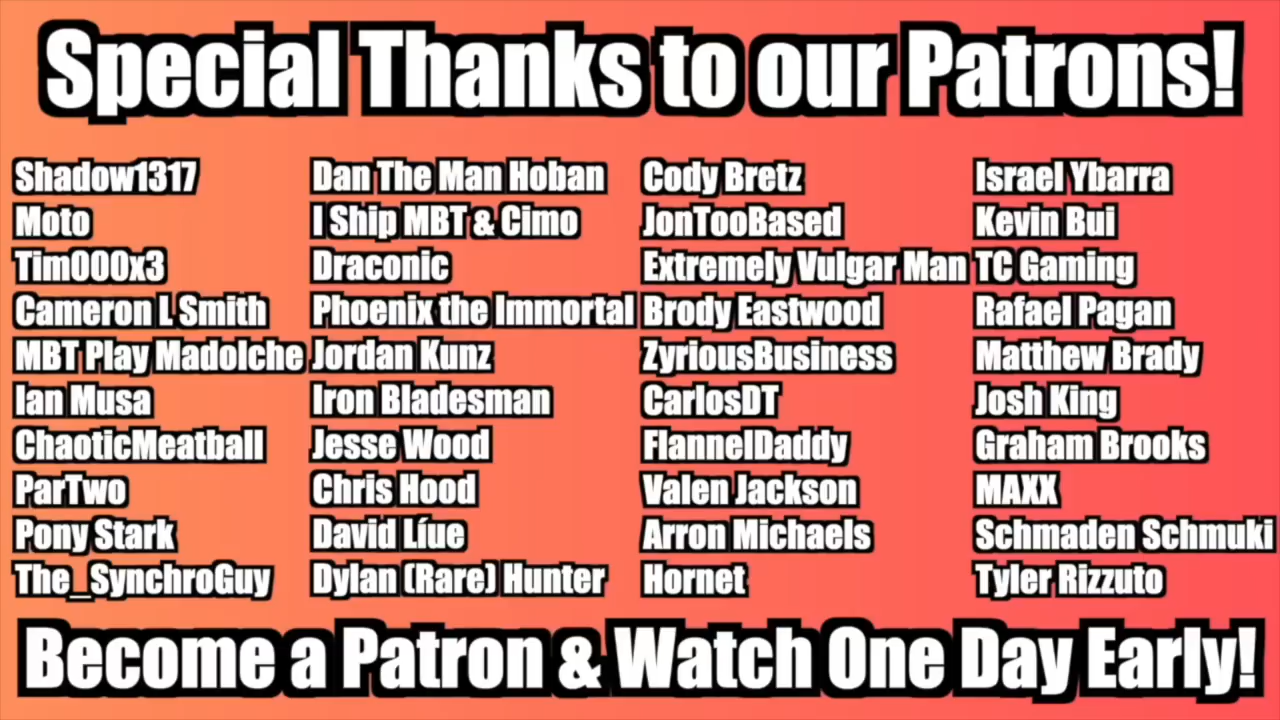 Special Thanks to our Patrons!
Shadow1317
Moto
Tim000x3
Cameron L Smith
MBT Play Madolche
Ian Musa
ChaoticMeatball
ParTwo
Pony Stark
The_SynchroGuy
Dan The Man Hoban
I Ship MBT & Cimo
Draconic
Phoenix the Immortal
Jordan Kunz
Iron Bladesman
Jesse Wood
Chris Hood
David Líue
Dylan (Rare) Hunter
Cody Bretz
JonTooBased
Extremely Vulgar Man
Brody Eastwood
ZyriousBusiness
CarlosDT
FlannelDaddy
Valen Jackson
Arron Michaels
Hornet
Israel Ybarra
Kevin Bui
TC Gaming
Rafael Pagan
Matthew Brady
Josh King
Graham Brooks
MAXX
Schmaden Schmuki
Tyler Rizzuto
Become a Patron & Watch One Day Early!